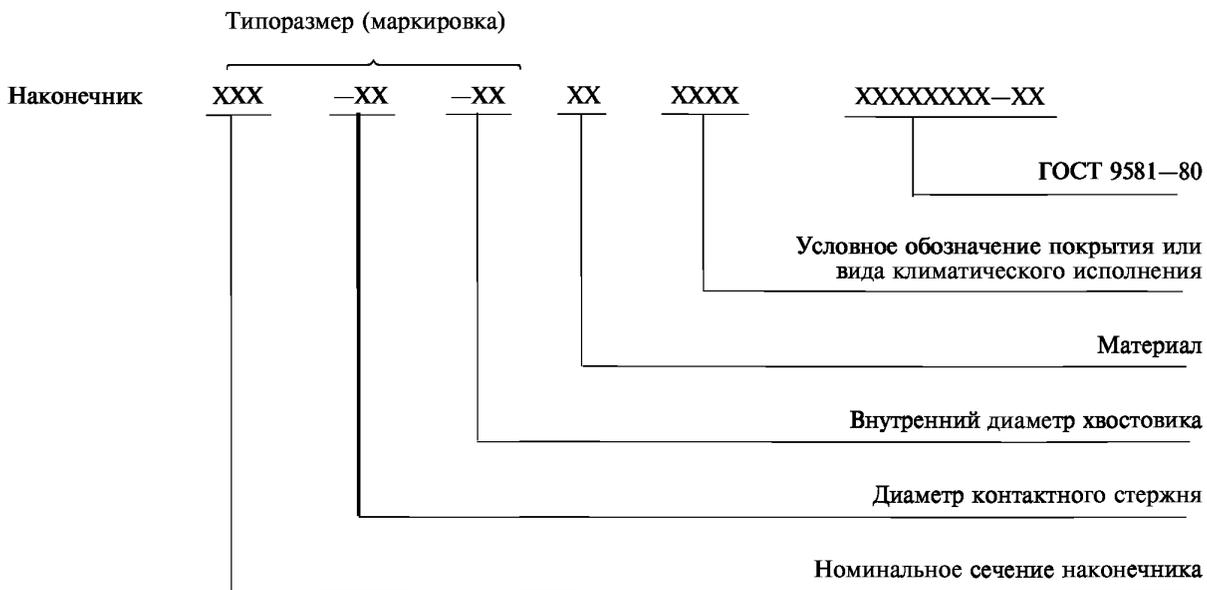 Типоразмер (маркировка)
Наконечник XXX —XX —XX XX XXXX XXXXXXXX—XX
ГОСТ 9581—80
Условное обозначение покрытия или
вида климатического исполнения
Материал
Внутренний диаметр хвостовика
Диаметр контактного стержня
Номинальное сечение наконечника